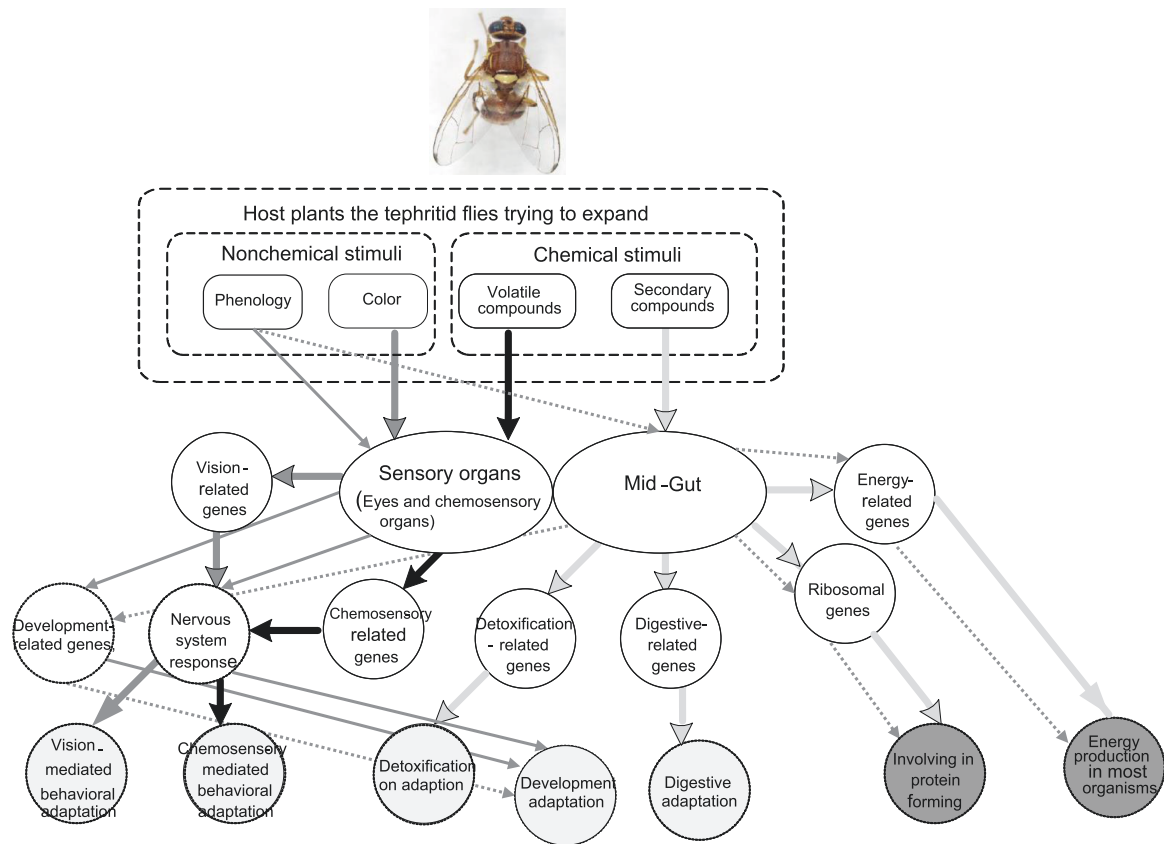 Host plants the tephritid flies trying to expand
Nonchemical stimuli
Chemical stimuli
Phenology
Color
Volatile
compounds
Secondary
compounds
Sensory organs
(Eyes and chemosensory
organs)
Mid -Gut
Vision-
related
genes
Energy-
related
genes
Ribosomal
genes
Development-
related genes,
Nervous
system
response
Chemosensory
related
genes
Detoxification
- related
genes
Digestive-
related
genes
Vision-
mediated
behavioral
adaptation
Chemosensory
mediated
behavioral
adaptation
Detoxification
on adaption
Development
adaptation
Digestive
adaptation
Involving in
protein
forming
Energy
production
in most
organisms